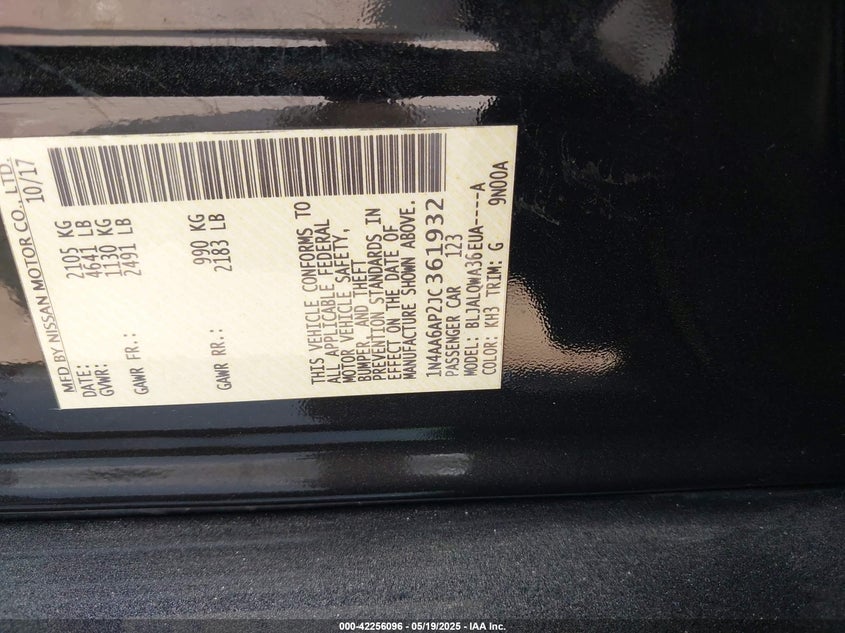 MFD BY NISSAN MOTOR CO., LTD.
DATE: 10/17
GVWR: 2105 KG
4641 LB
GAWR FR.: 1130 KG
2491 LB
GAWR RR.: 990 KG
2183 LB
THIS VEHICLE CONFORMS TO
ALL APPLICABLE FEDERAL
MOTOR VEHICLE SAFETY,
BUMPER, AND THEFT
PREVENTION STANDARDS IN
EFFECT ON THE DATE OF
MANUFACTURE SHOWN ABOVE.
1N4AA6AP2JC361932
PASSENGER CAR 123
MODEL: BLJALQWA36EUA----A
COLOR: KH3 TRIM: G 9N00A
000-42256096 - 05/19/2025 - IAA Inc.